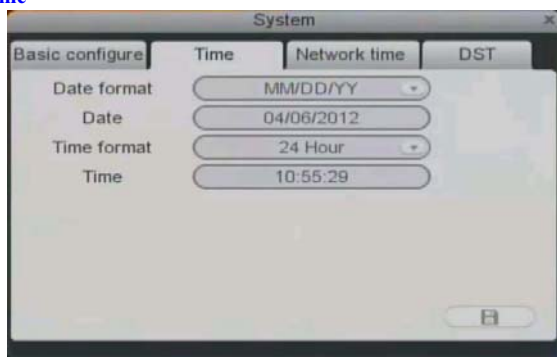 System ×
Basic configure Time Network time DST
Date format MM/DD/YY
Date 04/06/2012
Time format 24 Hour
Time 10:55:29